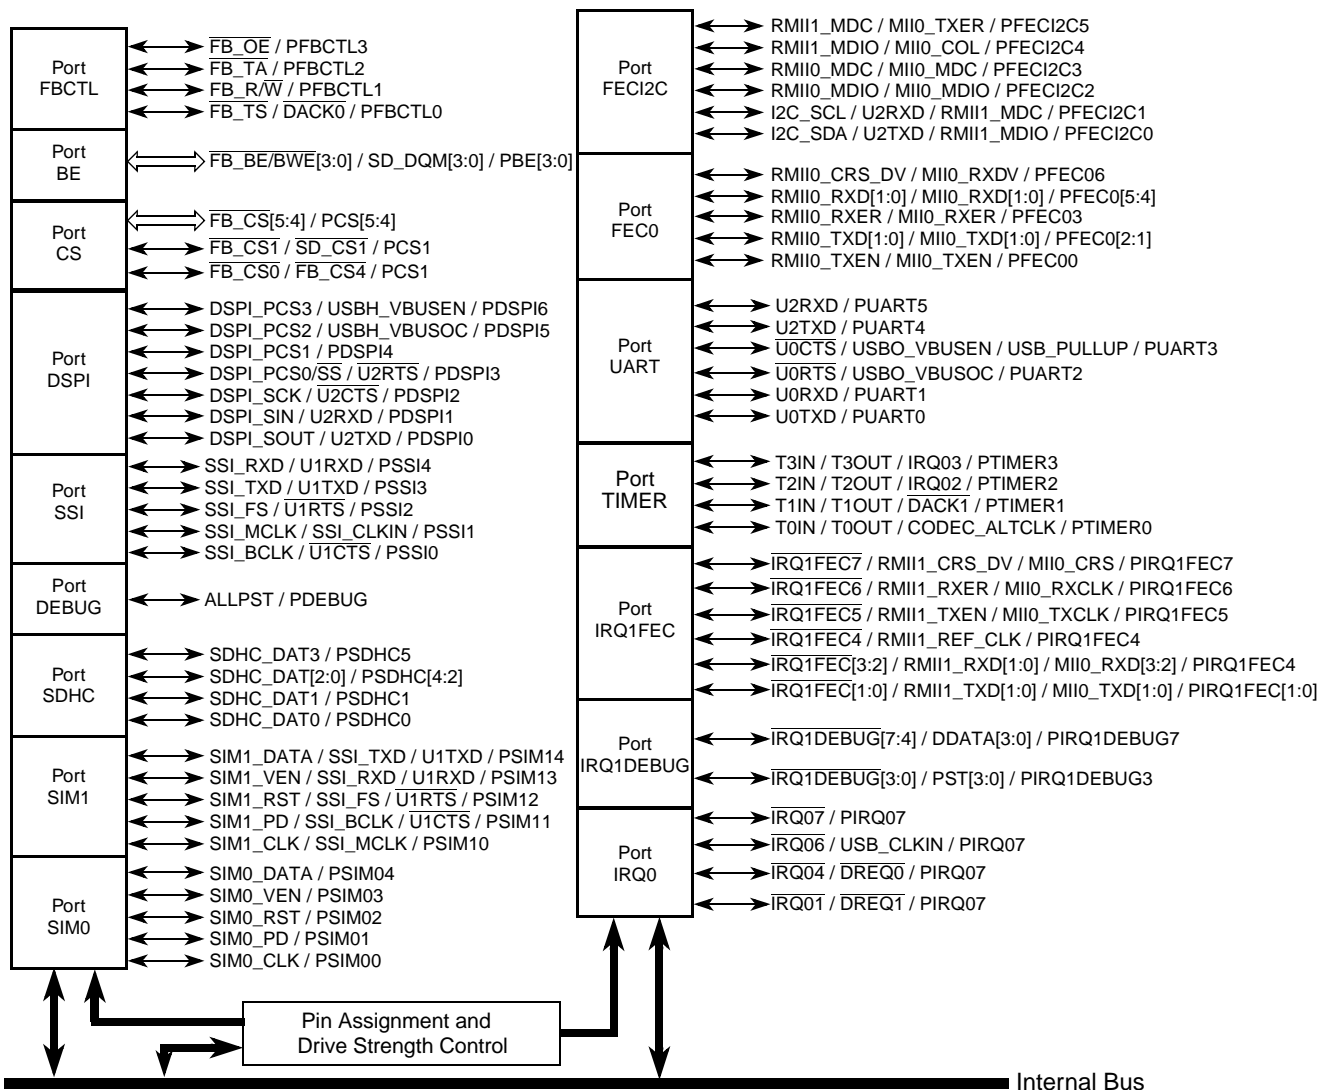 Port
FBCTL
FB_OE / PFBCTL3
FB_TA / PFBCTL2
FB_R/W / PFBCTL1
FB_TS / DACK0 / PFBCTL0
Port
BE
FB_BE/BWE[3:0] / SD_DQM[3:0] / PBE[3:0]
Port
CS
FB_CS[5:4] / PCS[5:4]
FB_CS1 / SD_CS1 / PCS1
FB_CS0 / FB_CS4 / PCS1
Port
DSPI
DSPI_PCS3 / USBH_VBUSEN / PDSPI6
DSPI_PCS2 / USBH_VBUSOC / PDSPI5
DSPI_PCS1 / PDSPI4
DSPI_PCS0/SS / U2RTS / PDSPI3
DSPI_SCK / U2CTS / PDSPI2
DSPI_SIN / U2RXD / PDSPI1
DSPI_SOUT / U2TXD / PDSPI0
Port
SSI
SSI_RXD / U1RXD / PSSI4
SSI_TXD / U1TXD / PSSI3
SSI_FS / U1RTS / PSSI2
SSI_MCLK / SSI_CLKIN / PSSI1
SSI_BCLK / U1CTS / PSSI0
Port
DEBUG
ALLPST / PDEBUG
Port
SDHC
SDHC_DAT3 / PSDHC5
SDHC_DAT[2:0] / PSDHC[4:2]
SDHC_DAT1 / PSDHC1
SDHC_DAT0 / PSDHC0
Port
SIM1
SIM1_DATA / SSI_TXD / U1TXD / PSIM14
SIM1_VEN / SSI_RXD / U1RXD / PSIM13
SIM1_RST / SSI_FS / U1RTS / PSIM12
SIM1_PD / SSI_BCLK / U1CTS / PSIM11
SIM1_CLK / SSI_MCLK / PSIM10
Port
SIM0
SIM0_DATA / PSIM04
SIM0_VEN / PSIM03
SIM0_RST / PSIM02
SIM0_PD / PSIM01
SIM0_CLK / PSIM00
Port
FECI2C
RMII1_MDC / MII0_TXER / PFECI2C5
RMII1_MDIO / MII0_COL / PFECI2C4
RMII0_MDC / MII0_MDC / PFECI2C3
RMII0_MDIO / MII0_MDIO / PFECI2C2
I2C_SCL / U2RXD / RMII1_MDC / PFECI2C1
I2C_SDA / U2TXD / RMII1_MDIO / PFECI2C0
Port
FEC0
RMII0_CRS_DV / MII0_RXDV / PFEC06
RMII0_RXD[1:0] / MII0_RXD[1:0] / PFEC0[5:4]
RMII0_RXER / MII0_RXER / PFEC03
RMII0_TXD[1:0] / MII0_TXD[1:0] / PFEC0[2:1]
RMII0_TXEN / MII0_TXEN / PFEC00
Port
UART
U2RXD / PUART5
U2TXD / PUART4
U0CTS / USBO_VBUSEN / USB_PULLUP / PUART3
U0RTS / USBO_VBUSOC / PUART2
U0RXD / PUART1
U0TXD / PUART0
Port
TIMER
T3IN / T3OUT / IRQ03 / PTIMER3
T2IN / T2OUT / IRQ02 / PTIMER2
T1IN / T1OUT / DACK1 / PTIMER1
T0IN / T0OUT / CODEC_ALTCLK / PTIMER0
Port
IRQ1FEC
IRQ1FEC7 / RMII1_CRS_DV / MII0_CRS / PIRQ1FEC7
IRQ1FEC6 / RMII1_RXER / MII0_RXCLK / PIRQ1FEC6
IRQ1FEC5 / RMII1_TXEN / MII0_TXCLK / PIRQ1FEC5
IRQ1FEC4 / RMII1_REF_CLK / PIRQ1FEC4
IRQ1FEC[3:2] / RMII1_RXD[1:0] / MII0_RXD[3:2] / PIRQ1FEC4
IRQ1FEC[1:0] / RMII1_TXD[1:0] / MII0_TXD[1:0] / PIRQ1FEC[1:0]
Port
IRQ1DEBUG
IRQ1DEBUG[7:4] / DDATA[3:0] / PIRQ1DEBUG7
IRQ1DEBUG[3:0] / PST[3:0] / PIRQ1DEBUG3
Port
IRQ0
IRQ07 / PIRQ07
IRQ06 / USB_CLKIN / PIRQ07
IRQ04 / DREQ0 / PIRQ07
IRQ01 / DREQ1 / PIRQ07
Pin Assignment and
Drive Strength Control
Internal Bus